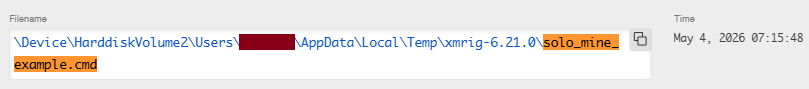 Filename
Time
\Device\HarddiskVolume2\Users\ \AppData\Local\Temp\xmrig-6.21.0\solo_mine_
example.cmd
May 4, 2026 07:15:48